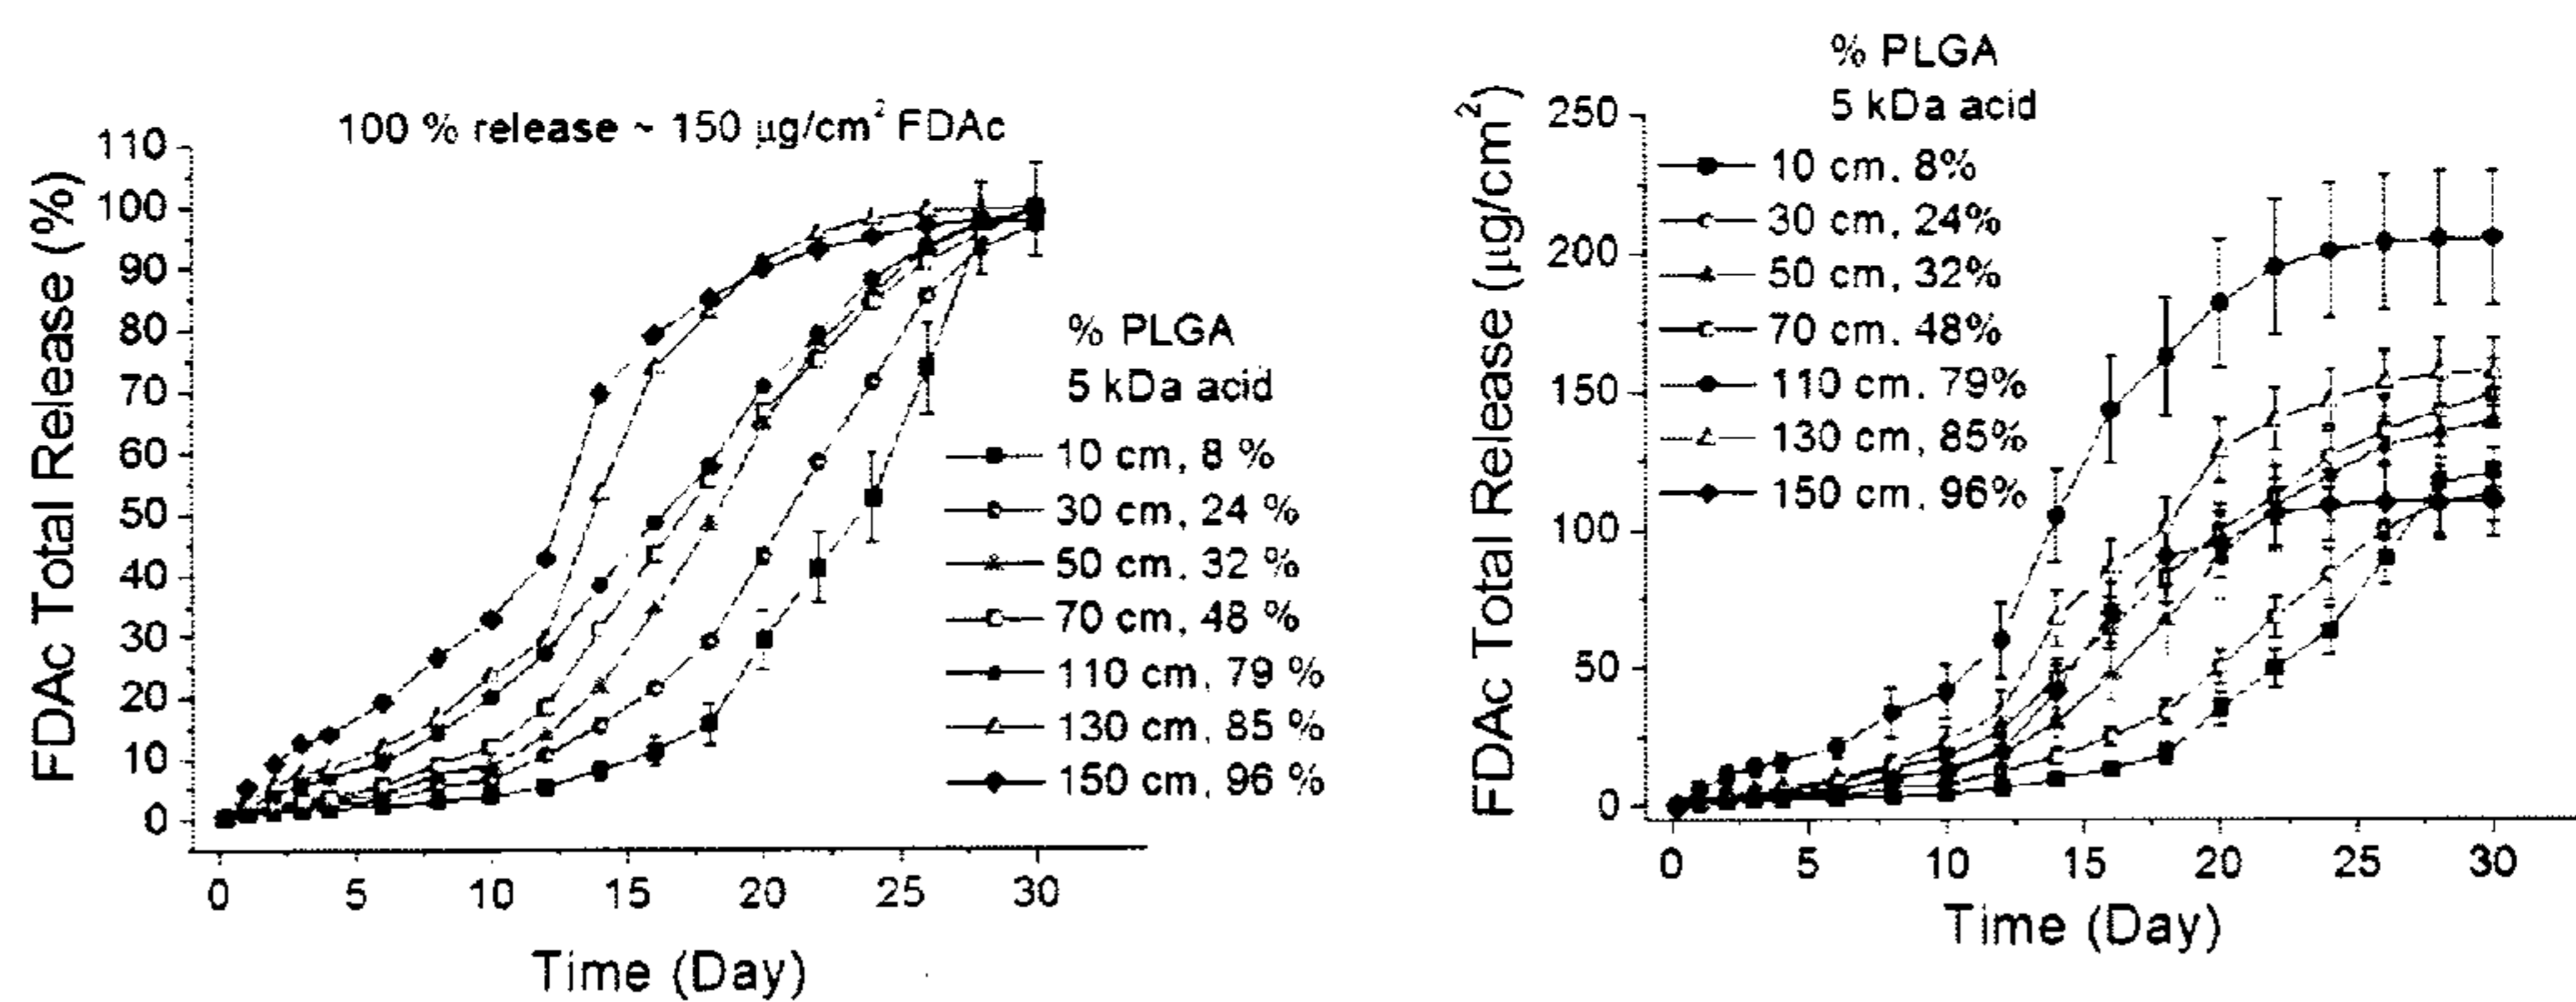 100 % release ~ 150 µg/cm² FDAc
FDAc Total Release (%)
110
100
90
80
70
60
50
40
30
20
10
0
0 5 10 15 20 25 30
Time (Day)
% PLGA
5 kDa acid
10 cm, 8 %
30 cm, 24 %
50 cm, 32 %
70 cm, 48 %
110 cm, 79 %
130 cm, 85 %
150 cm, 96 %
FDAc Total Release (µg/cm²)
250
200
150
100
50
0
0 5 10 15 20 25 30
Time (Day)
% PLGA
5 kDa acid
10 cm, 8%
30 cm, 24%
50 cm, 32%
70 cm, 48%
110 cm, 79%
130 cm, 85%
150 cm, 96%